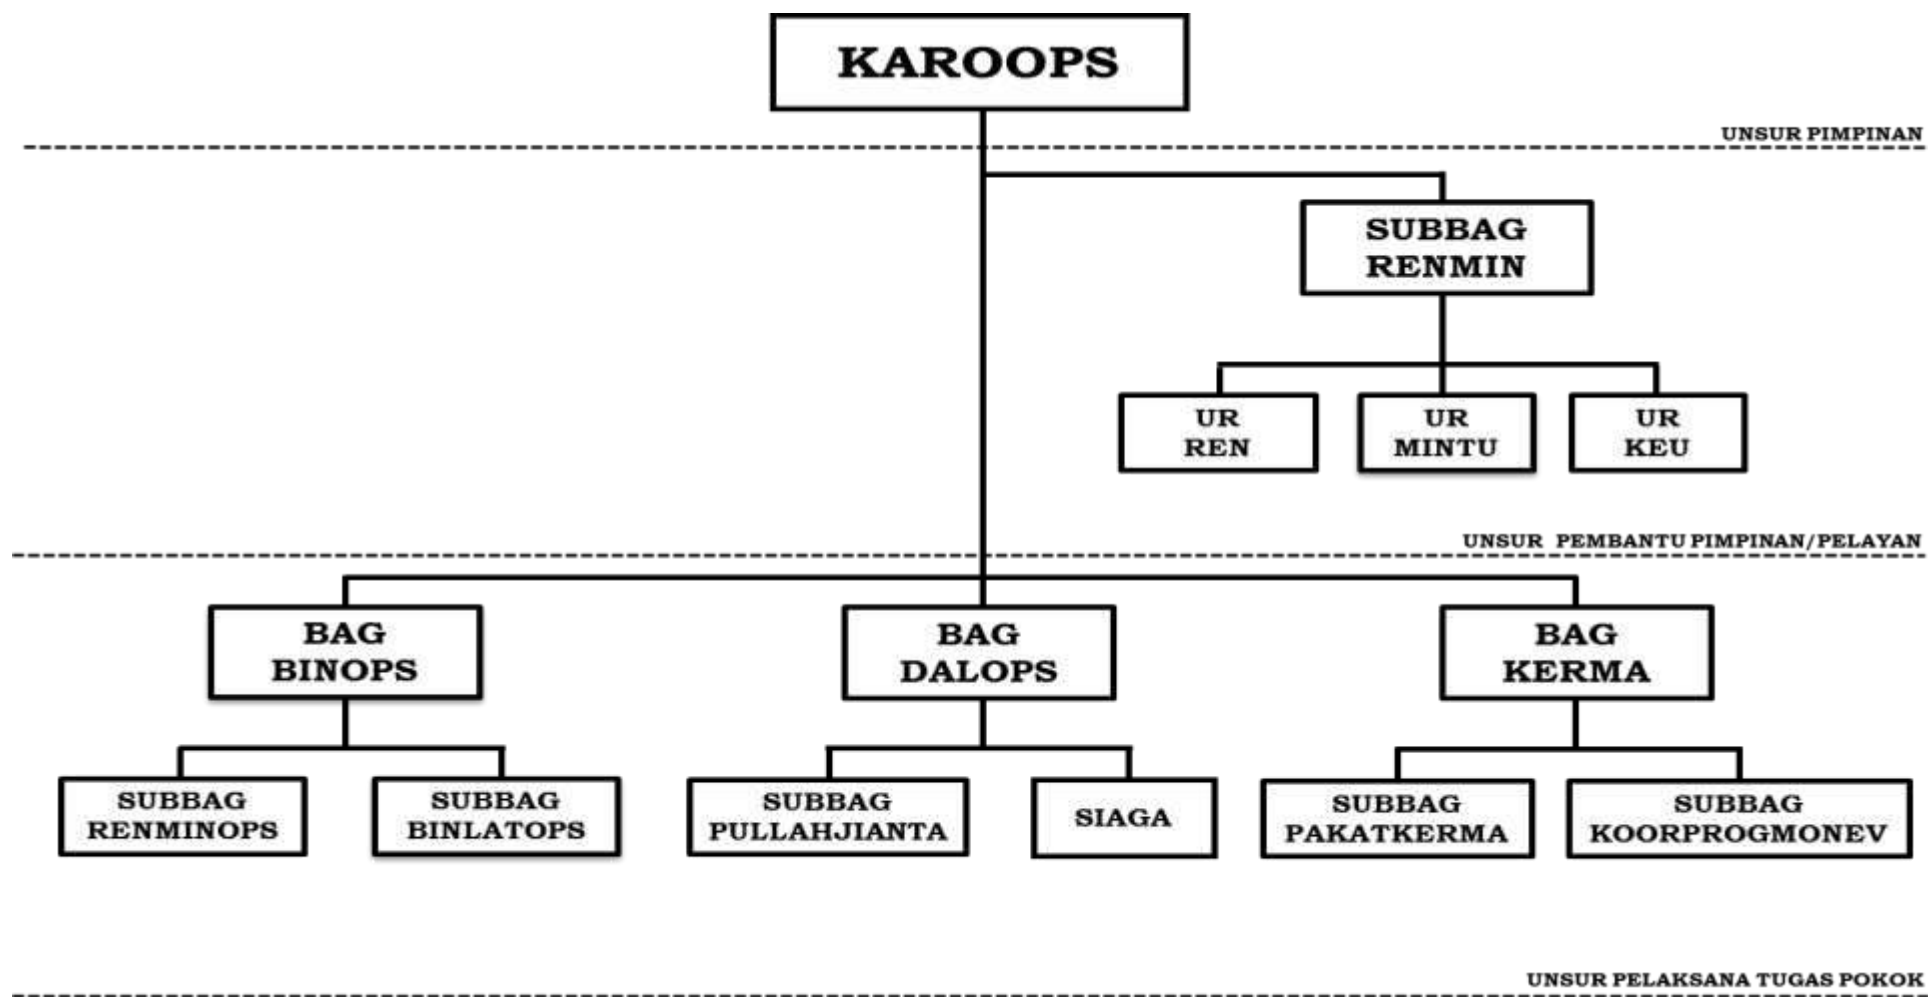 KAROOPS
UNSUR PIMPINAN
SUBBAG
RENMIN
UR
REN
UR
MINTU
UR
KEU
UNSUR PEMBANTU PIMPINAN/PELAYAN
BAG
BINOPS
BAG
DALOPS
BAG
KERMA
SUBBAG
RENMINOPS
SUBBAG
BINLATOPS
SUBBAG
PULLAHJIANTA
SIAGA
SUBBAG
PAKATKERMA
SUBBAG
KOORPROGMONEV
UNSUR PELAKSANA TUGAS POKOK